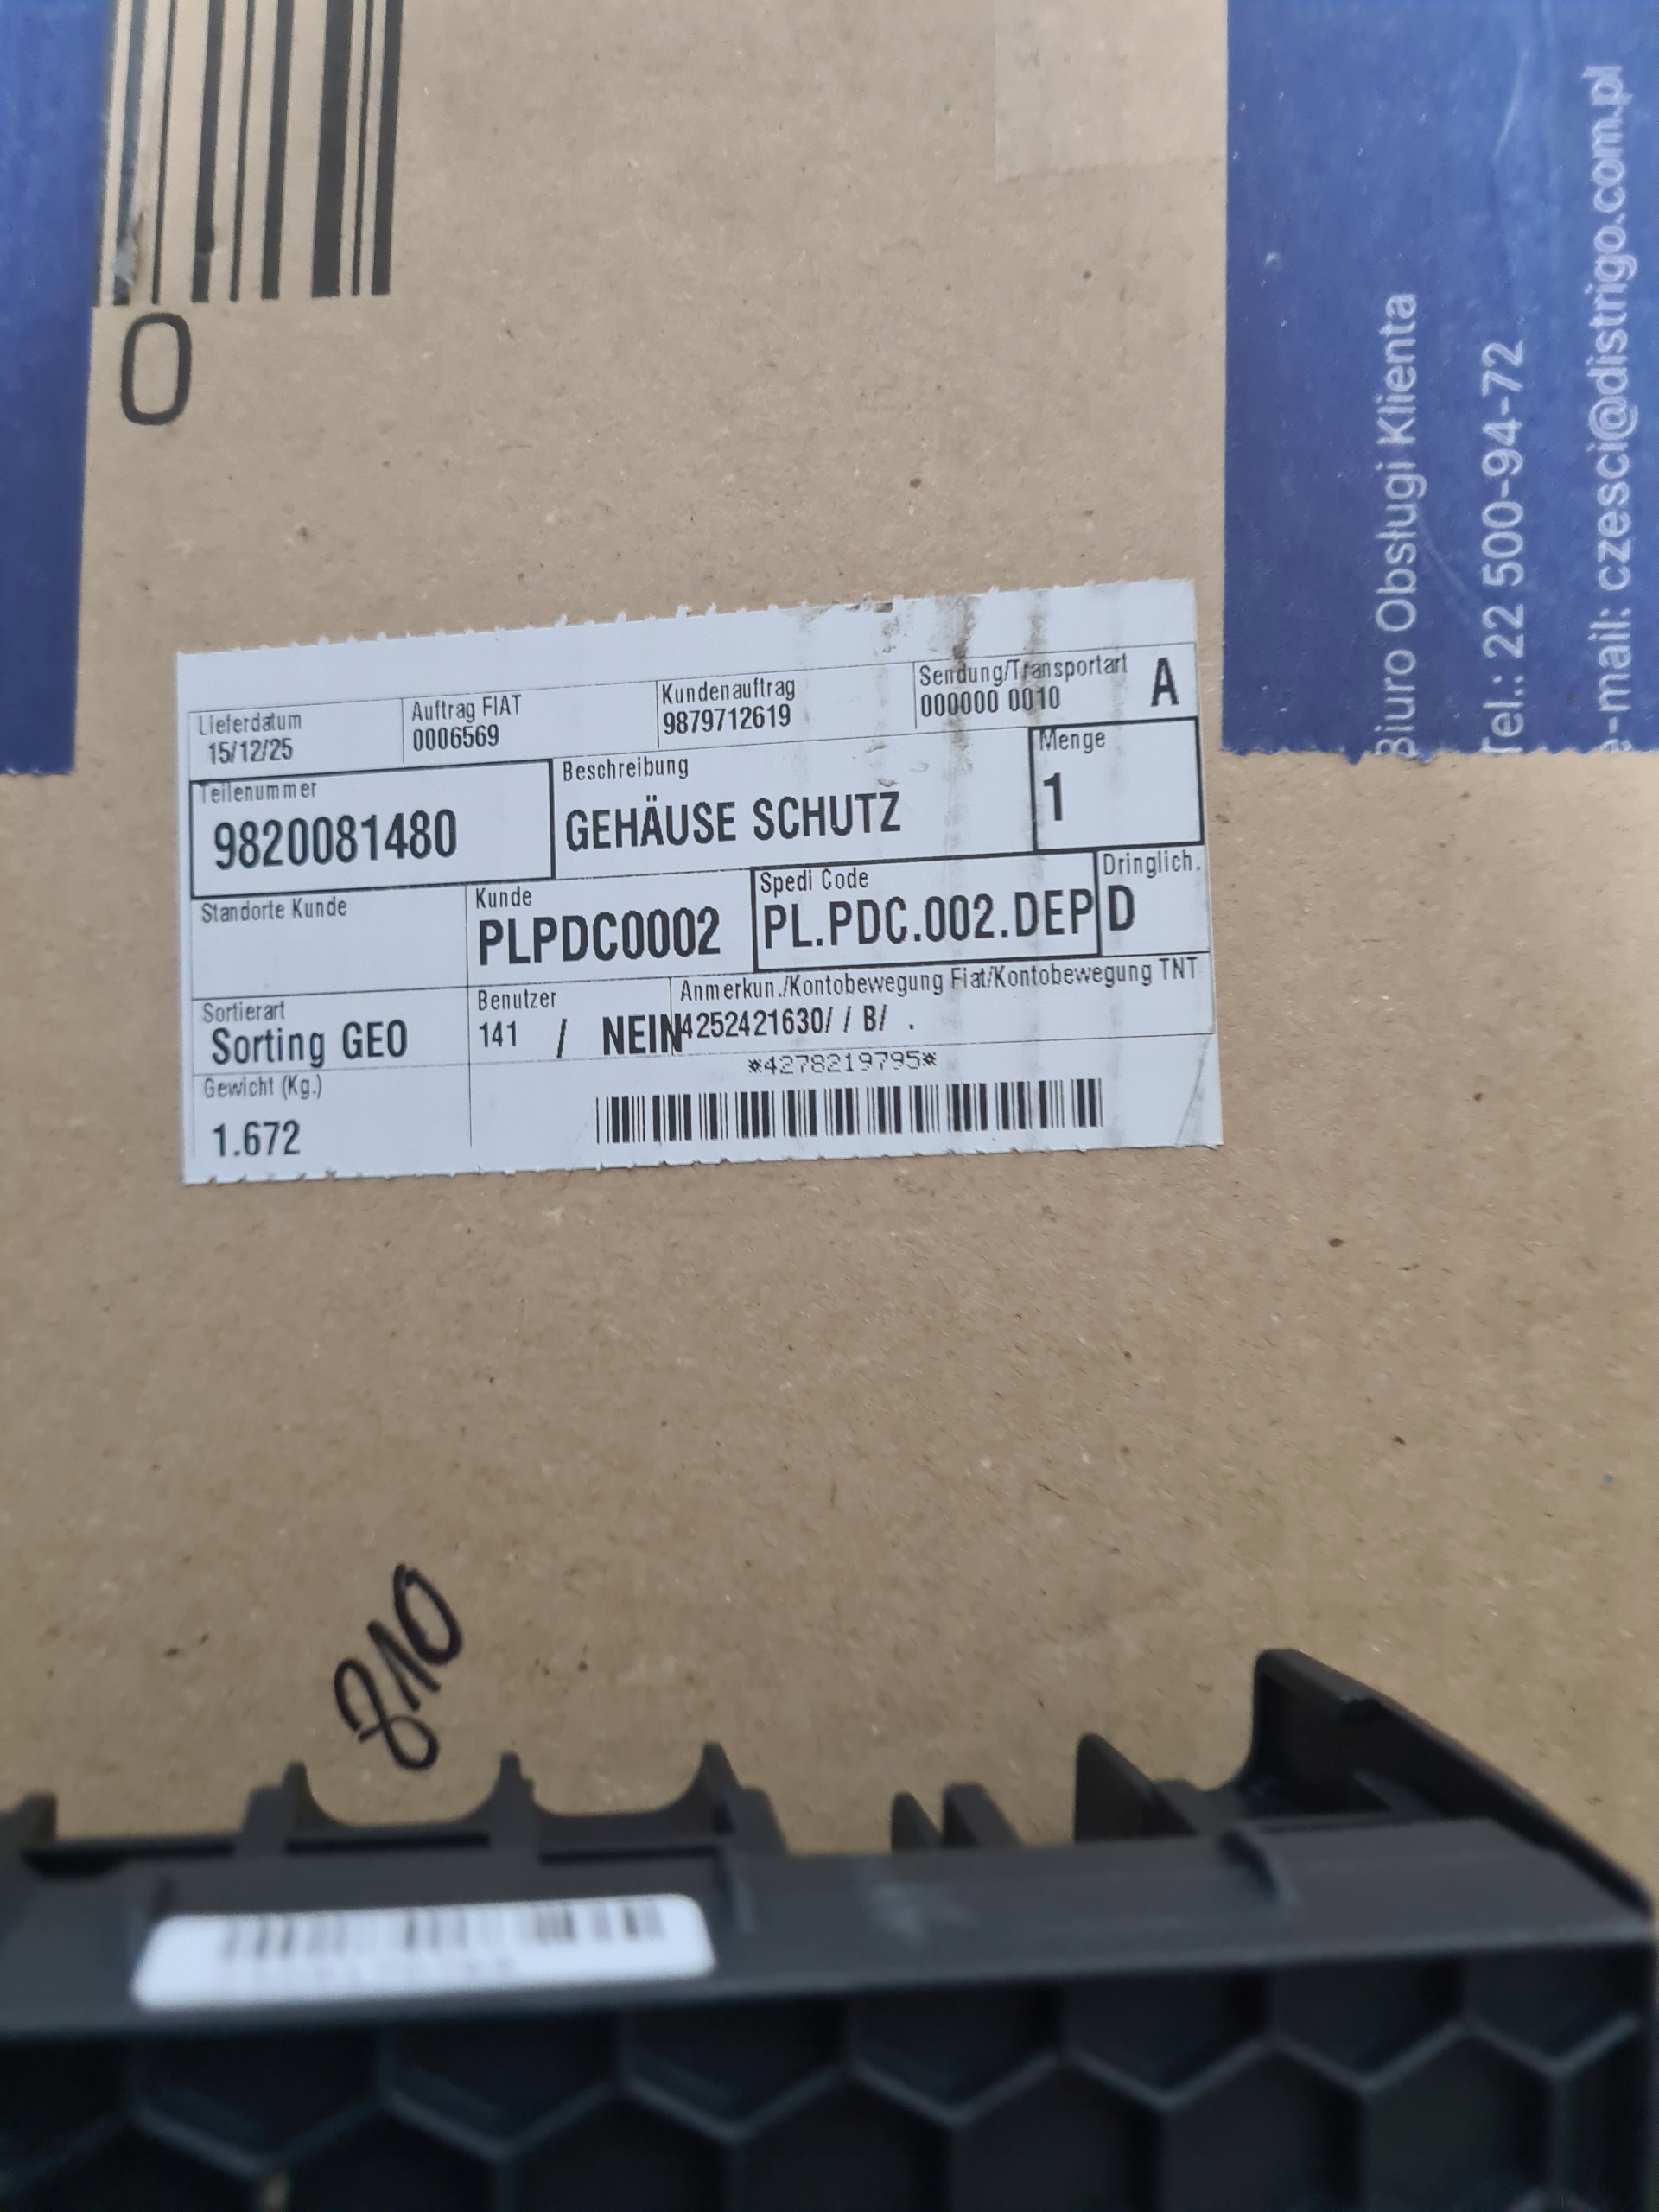 0
Biuro Obsługi Klienta
Tel.: 22 500-94-72
e-mail: czesci@distrigo.com.pl
Lieferdatum
15/12/25
Auftrag FIAT
0006569
Kundenauftrag
9879712619
Sendung/Transportart
000000 0010
A
Teilenummer
9820081480
Beschreibung
GEHÄUSE SCHUTZ
Menge
1
Standorte Kunde
Kunde
PLPDC0002
Spedi Code
PL.PDC.002.DEP
Dringlich.
D
Sortierart
Sorting GEO
Benutzer
141 / NEIN
Anmerkun./Kontobewegung Fiat/Kontobewegung TNT
4252421630/ / B/ .
Gewicht (Kg.)
1.672
*4278219795*
810